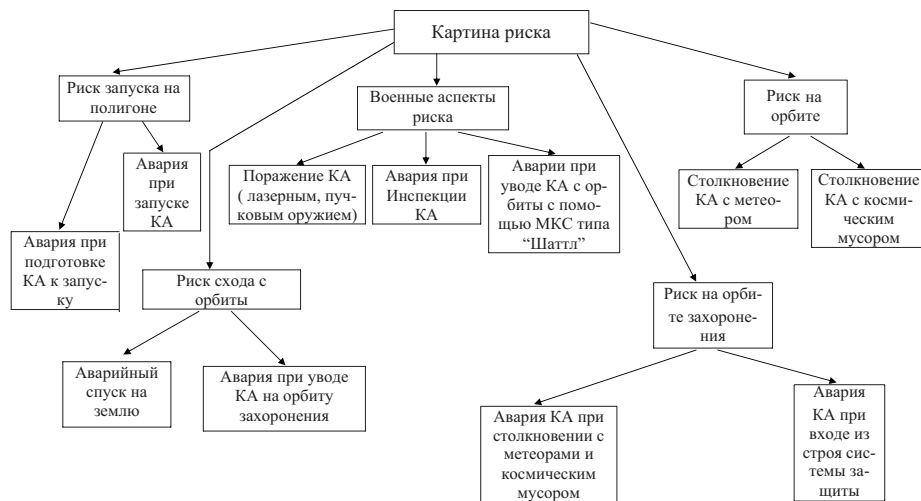 Картина риска
Риск запуска на
полигоне
Военные аспекты
риска
Риск на
орбите
Авария
при
запуске
КА
Поражение КА
( лазерным, пуч-
ковым оружием)
Авария при
Инспекции
КА
Аварии при
уводе КА с ор-
биты с помо-
щью МКС типа
“Шаттл”
Столкновение
КА с метео-
ром
Столкновение
КА с косми-
ческим
мусором
Авария при
подготовке
КА к запус-
ку
Риск схода с
орбиты
Риск на орби-
те захороне-
ния
Аварийный
спуск на
землю
Авария при уводе
КА на орбиту
захоронения
Авария КА при
столкновении с
метеорами и
космическим
мусором
Авария
КА при
входе из
строя сис-
темы за-
щиты